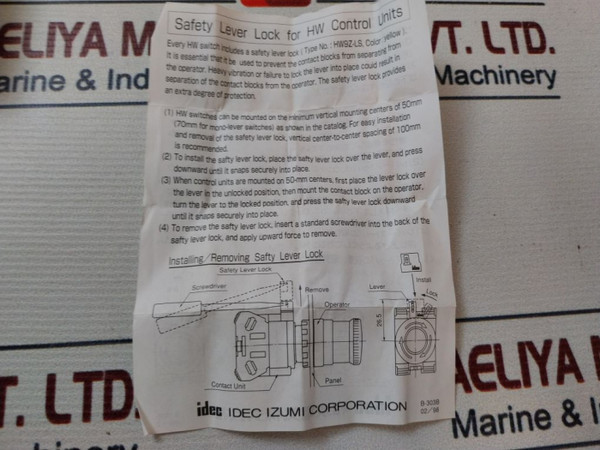 AELIYA M
VT. LTD.
arine & Ind
Machinery
Safety Lever Lock for HW Control Units
Every HW switch includes a safety lever lock ( Type No. : HW9Z-LS, Color: yellow ).
It is essential that it be used to prevent the contact blocks from separating from
the operator. Heavy vibration or failure to lock the lever into place could result in
separation of the contact blocks from the operator. The safety lever lock provides
an extra degree of protection.
(1) HW switches can be mounted on the minimum vertical mounting centers of 50mm
(70mm for mono-lever switches) as shown in the catalog. For easy installation
and removal of the safety lever lock, vertical center-to-center spacing of 100mm
is recommended.
(2) To install the safty lever lock, place the safty lever lock over the lever, and press
downward until it snaps securely into place.
(3) When control units are mounted on 50-mm centers, first place the lever lock over
the lever in the unlocked position, then mount the contact block on the operator,
turn the lever to the locked position, and press the safty lever lock downward
until it snaps securely into place.
(4) To remove the safty lever lock, insert a standard screwdriver into the back of the
safty lever lock, and apply upward force to remove.
Installing/Removing Safty Lever Lock
Safety Lever Lock
Screwdriver
Remove
Operator
Lever
Install
Lock
26.5
Contact Unit
Panel
idec IDEC IZUMI CORPORATION
B-303B
02/98
T. LTD.
hinery
AELIYA M
Marine & Ind